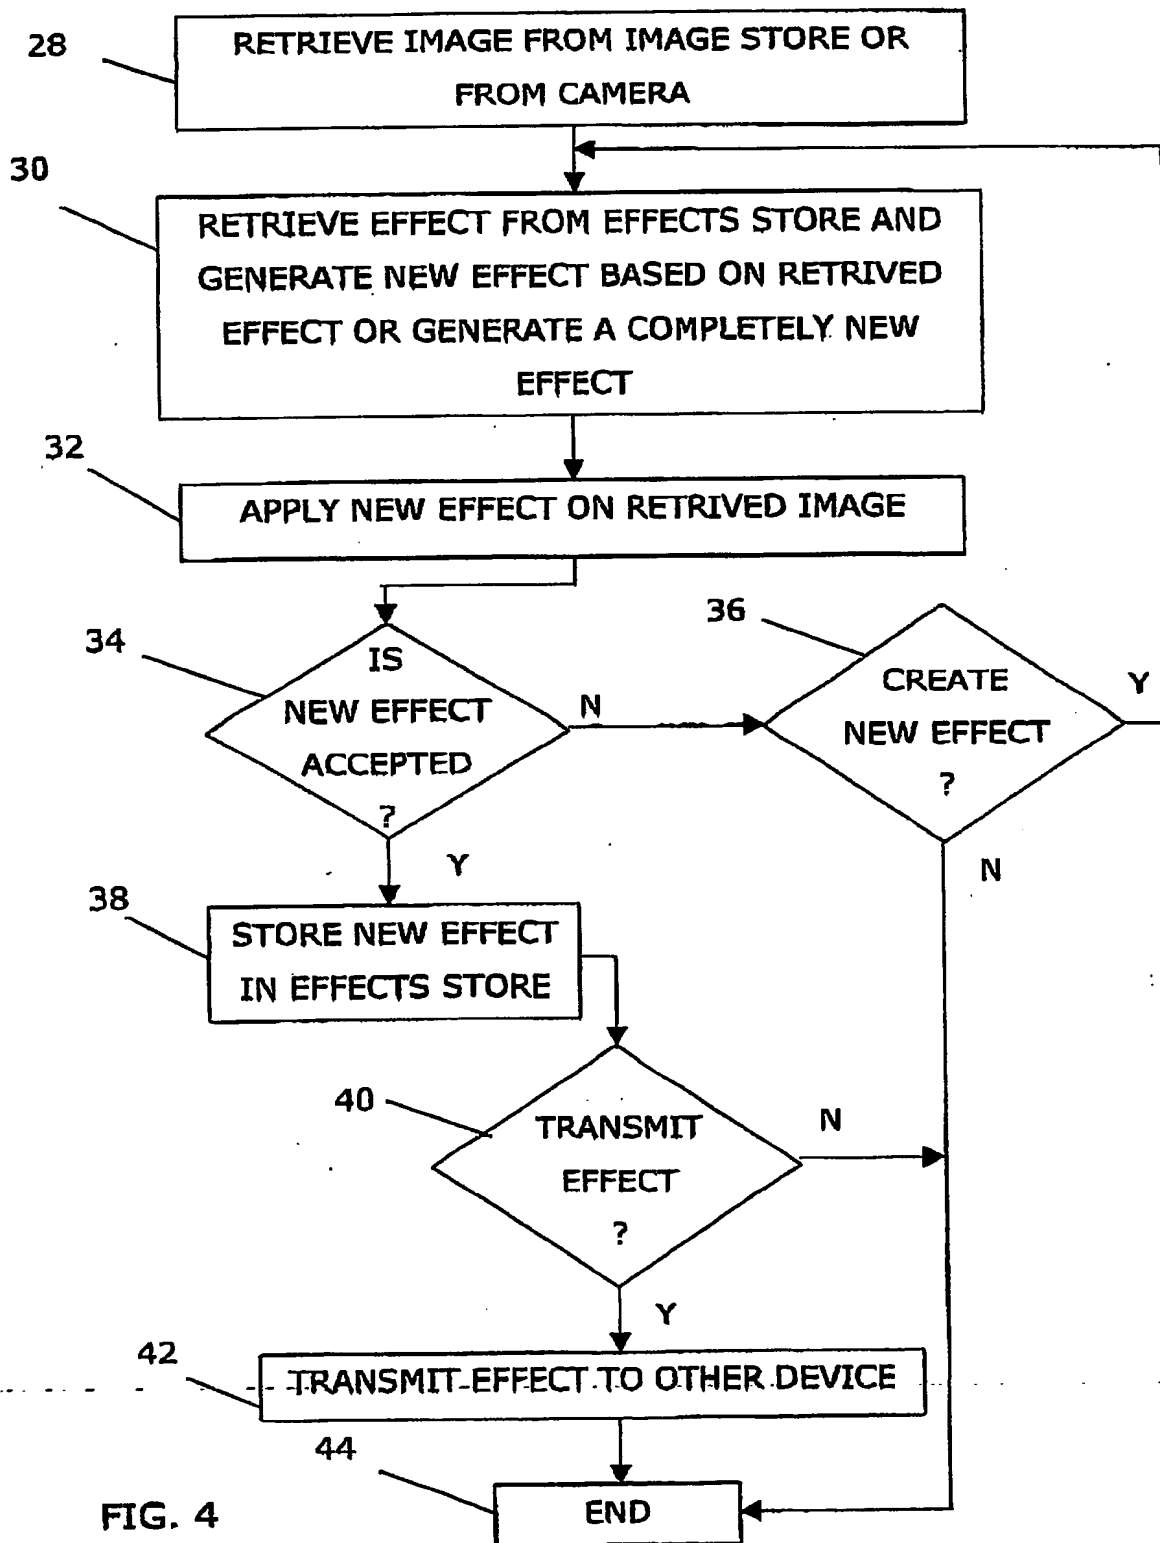 28
RETRIEVE IMAGE FROM IMAGE STORE OR
FROM CAMERA
30
RETRIEVE EFFECT FROM EFFECTS STORE AND
GENERATE NEW EFFECT BASED ON RETRIVED
EFFECT OR GENERATE A COMPLETELY NEW
EFFECT
32
APPLY NEW EFFECT ON RETRIVED IMAGE
34
IS
NEW EFFECT
ACCEPTED
?
N
36
CREATE
NEW EFFECT
?
Y
N
Y
38
STORE NEW EFFECT
IN EFFECTS STORE
40
TRANSMIT
EFFECT
?
N
Y
42
TRANSMIT EFFECT TO OTHER DEVICE
44
END
FIG. 4